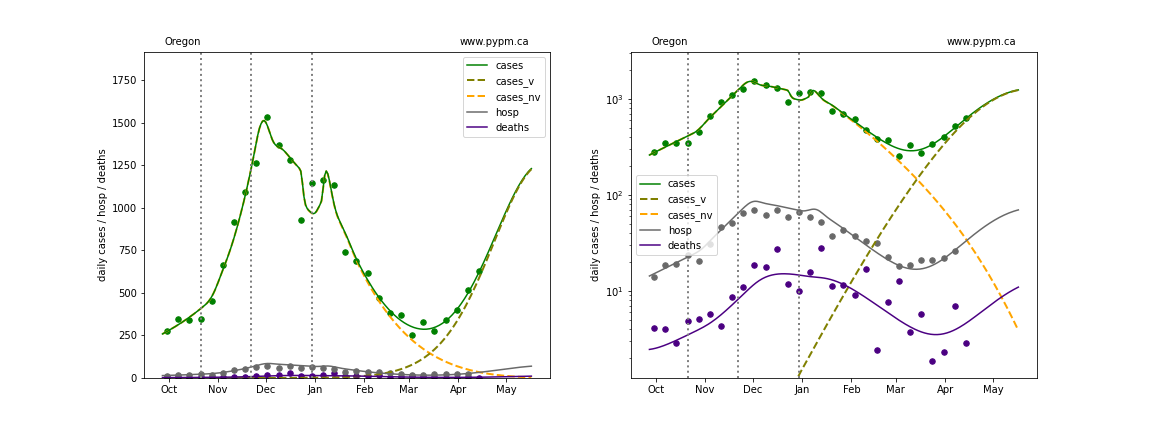 Oregon
www.pypm.ca
daily cases / hosp / deaths
1750
1500
1250
1000
750
500
250
0
cases
cases_v
cases_nv
hosp
deaths
Oct
Nov
Dec
Jan
Feb
Mar
Apr
May
Oregon
www.pypm.ca
daily cases / hosp / deaths
10³
10²
10¹
cases
cases_v
cases_nv
hosp
deaths
Oct
Nov
Dec
Jan
Feb
Mar
Apr
May